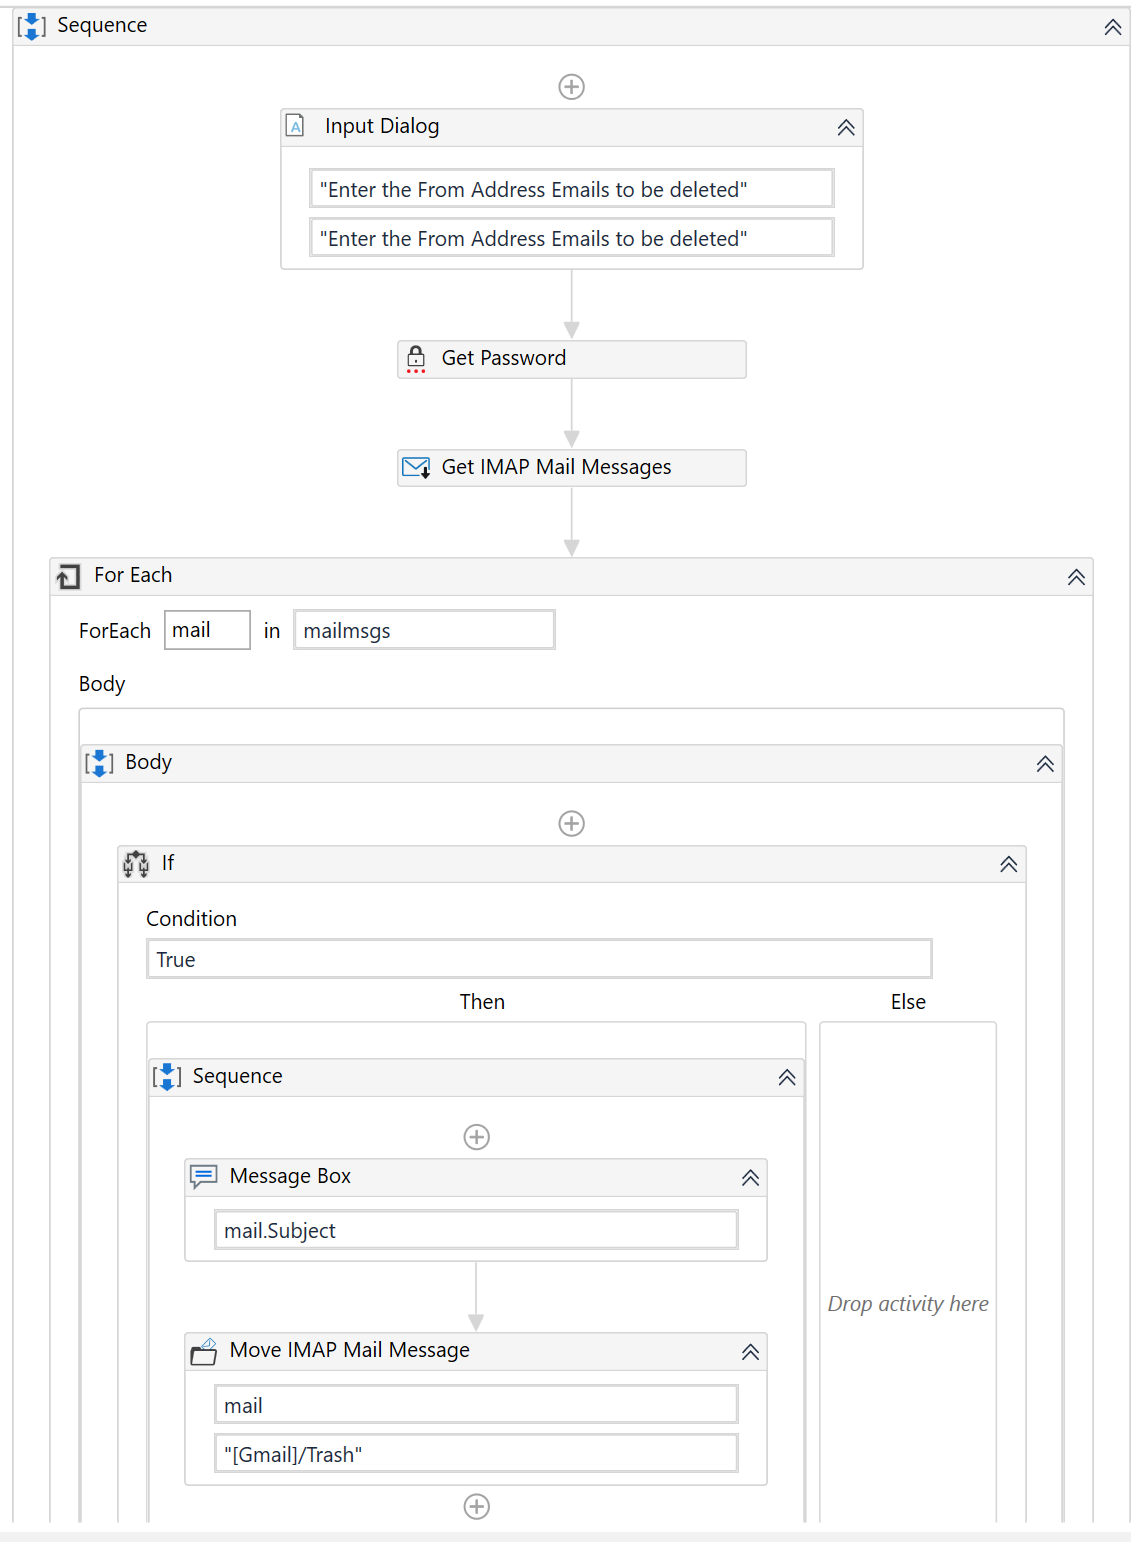 Sequence
Input Dialog
"Enter the From Address Emails to be deleted"
"Enter the From Address Emails to be deleted"
Get Password
Get IMAP Mail Messages
For Each
ForEach mail in mailmsgs
Body
Body
If
Condition
True
Then Else
Sequence
Message Box
mail.Subject
Drop activity here
Move IMAP Mail Message
mail
"[Gmail]/Trash"